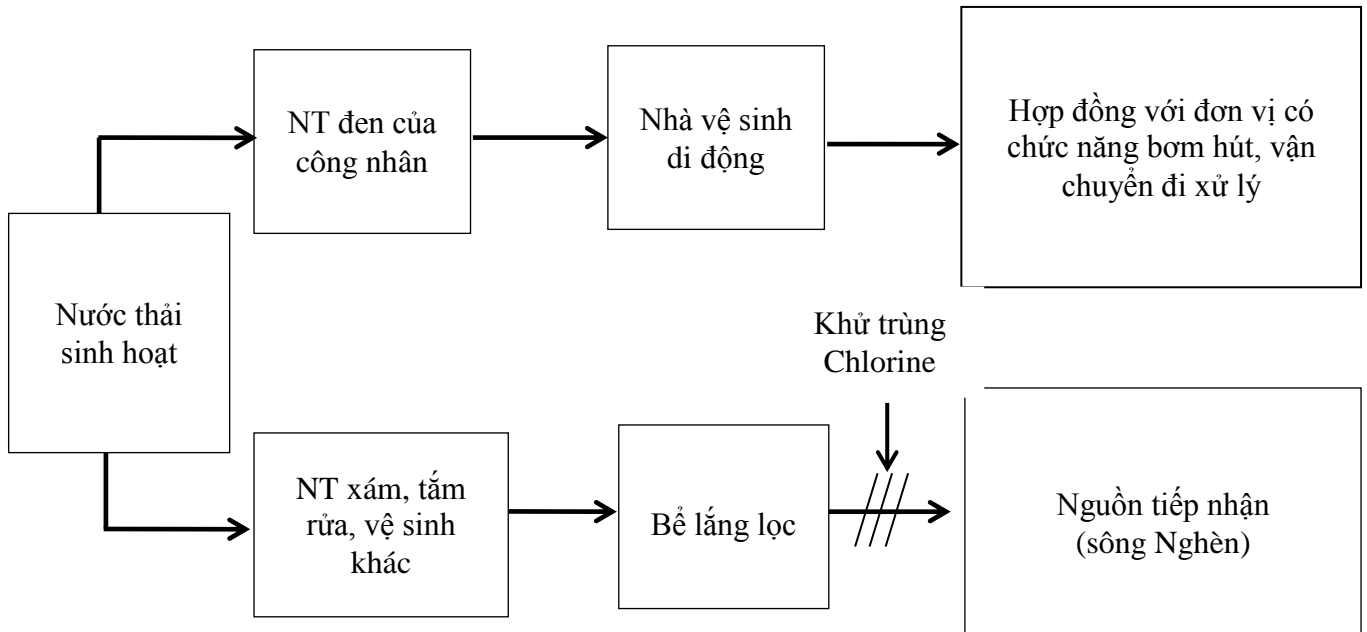 NT đen của
công nhân
Nhà vệ sinh
di động
Hợp đồng với đơn vị có
chức năng bơm hút, vận
chuyển đi xử lý
Nước thải
sinh hoạt
Khử trùng
Chlorine
NT xám, tắm
rửa, vệ sinh
khác
Bể lắng lọc
Nguồn tiếp nhận
(sông Nghèn)